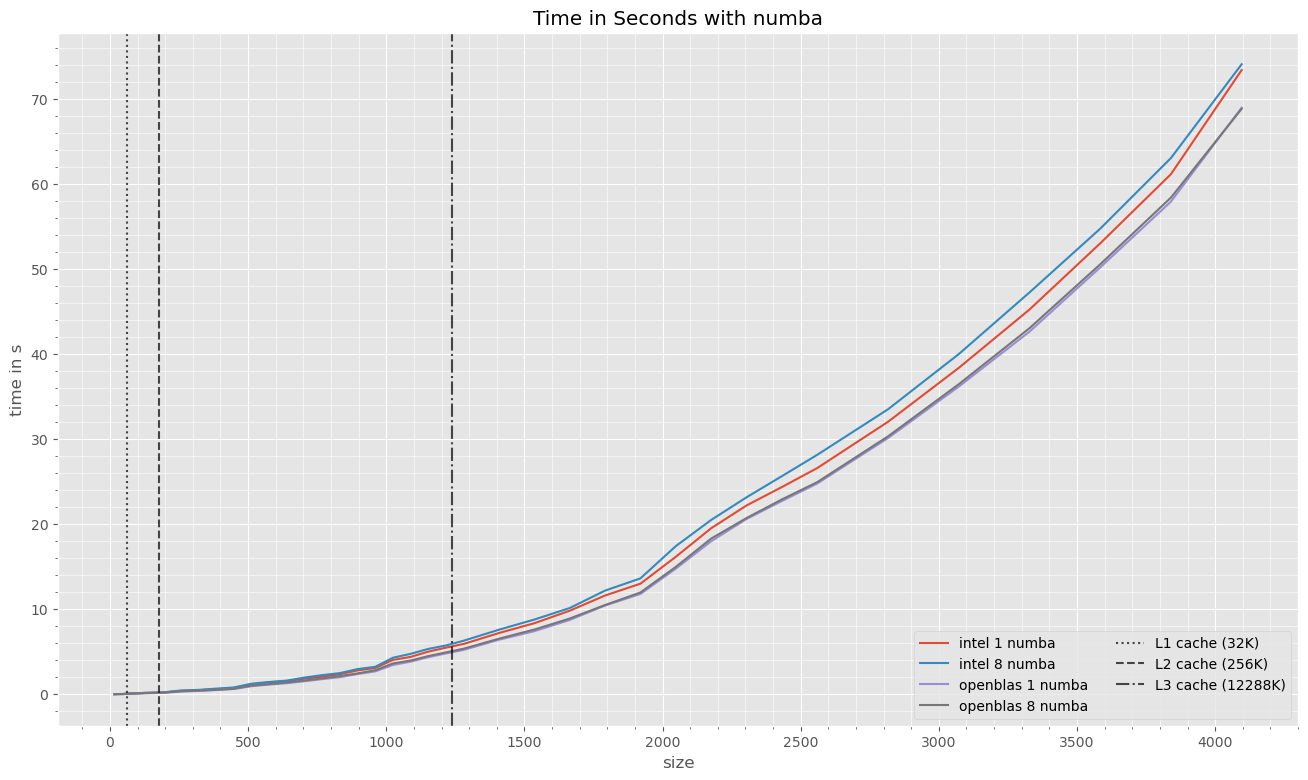 Time in Seconds with numba
time in s
70
60
50
40
30
20
10
0
intel 1 numba
intel 8 numba
openblas 1 numba
openblas 8 numba
L1 cache (32K)
L2 cache (256K)
L3 cache (12288K)
0 500 1000 1500 2000 2500 3000 3500 4000
size